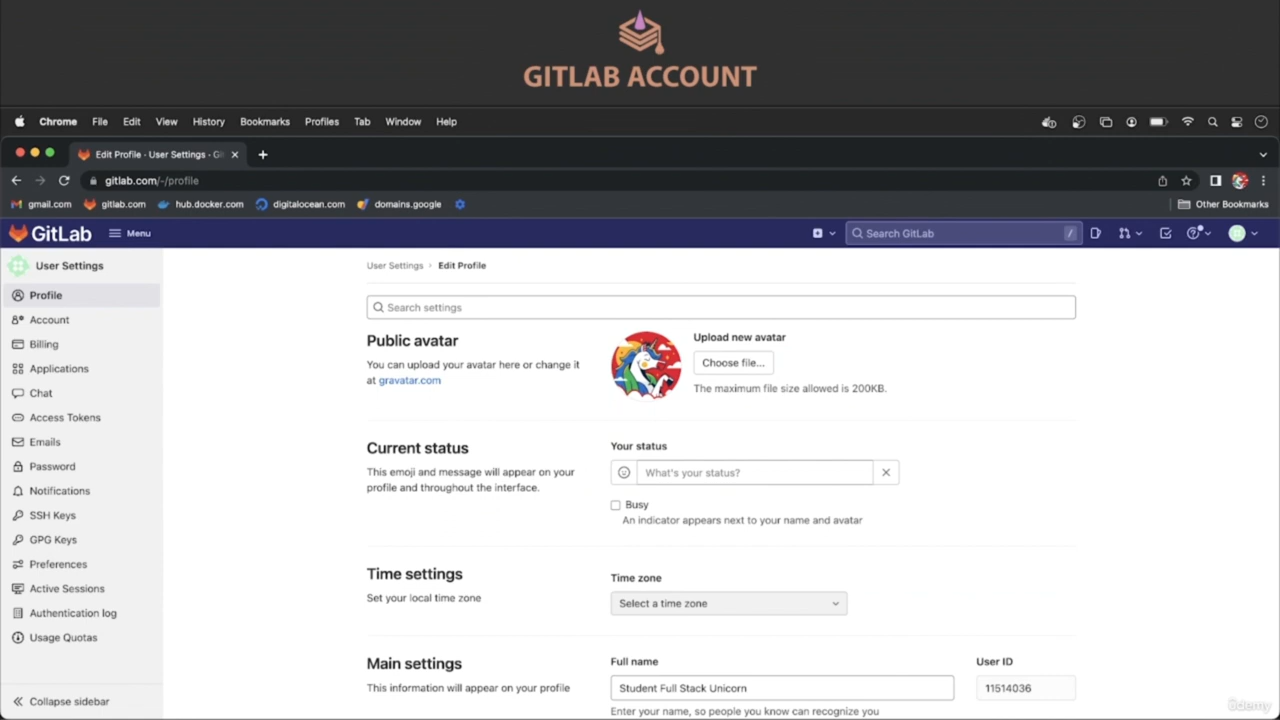 GITLAB ACCOUNT
Chrome File Edit View History Bookmarks Profiles Tab Window Help
Edit Profile · User Settings · Gi
gitlab.com/-/profile
gmail.com gitlab.com hub.docker.com digitalocean.com domains.google Other Bookmarks
GitLab Menu Search GitLab /
User Settings
Profile
Account
Billing
Applications
Chat
Access Tokens
Emails
Password
Notifications
SSH Keys
GPG Keys
Preferences
Active Sessions
Authentication log
Usage Quotas
Collapse sidebar
User Settings › Edit Profile
Search settings
Public avatar
You can upload your avatar here or change it
at gravatar.com
Upload new avatar
Choose file...
The maximum file size allowed is 200KB.
Current status
This emoji and message will appear on your
profile and throughout the interface.
Your status
What's your status?
Busy
An indicator appears next to your name and avatar
Time settings
Set your local time zone
Time zone
Select a time zone
Main settings
This information will appear on your profile
Full name
Student Full Stack Unicorn
Enter your name, so people you know can recognize you
User ID
11514036
ûdemy